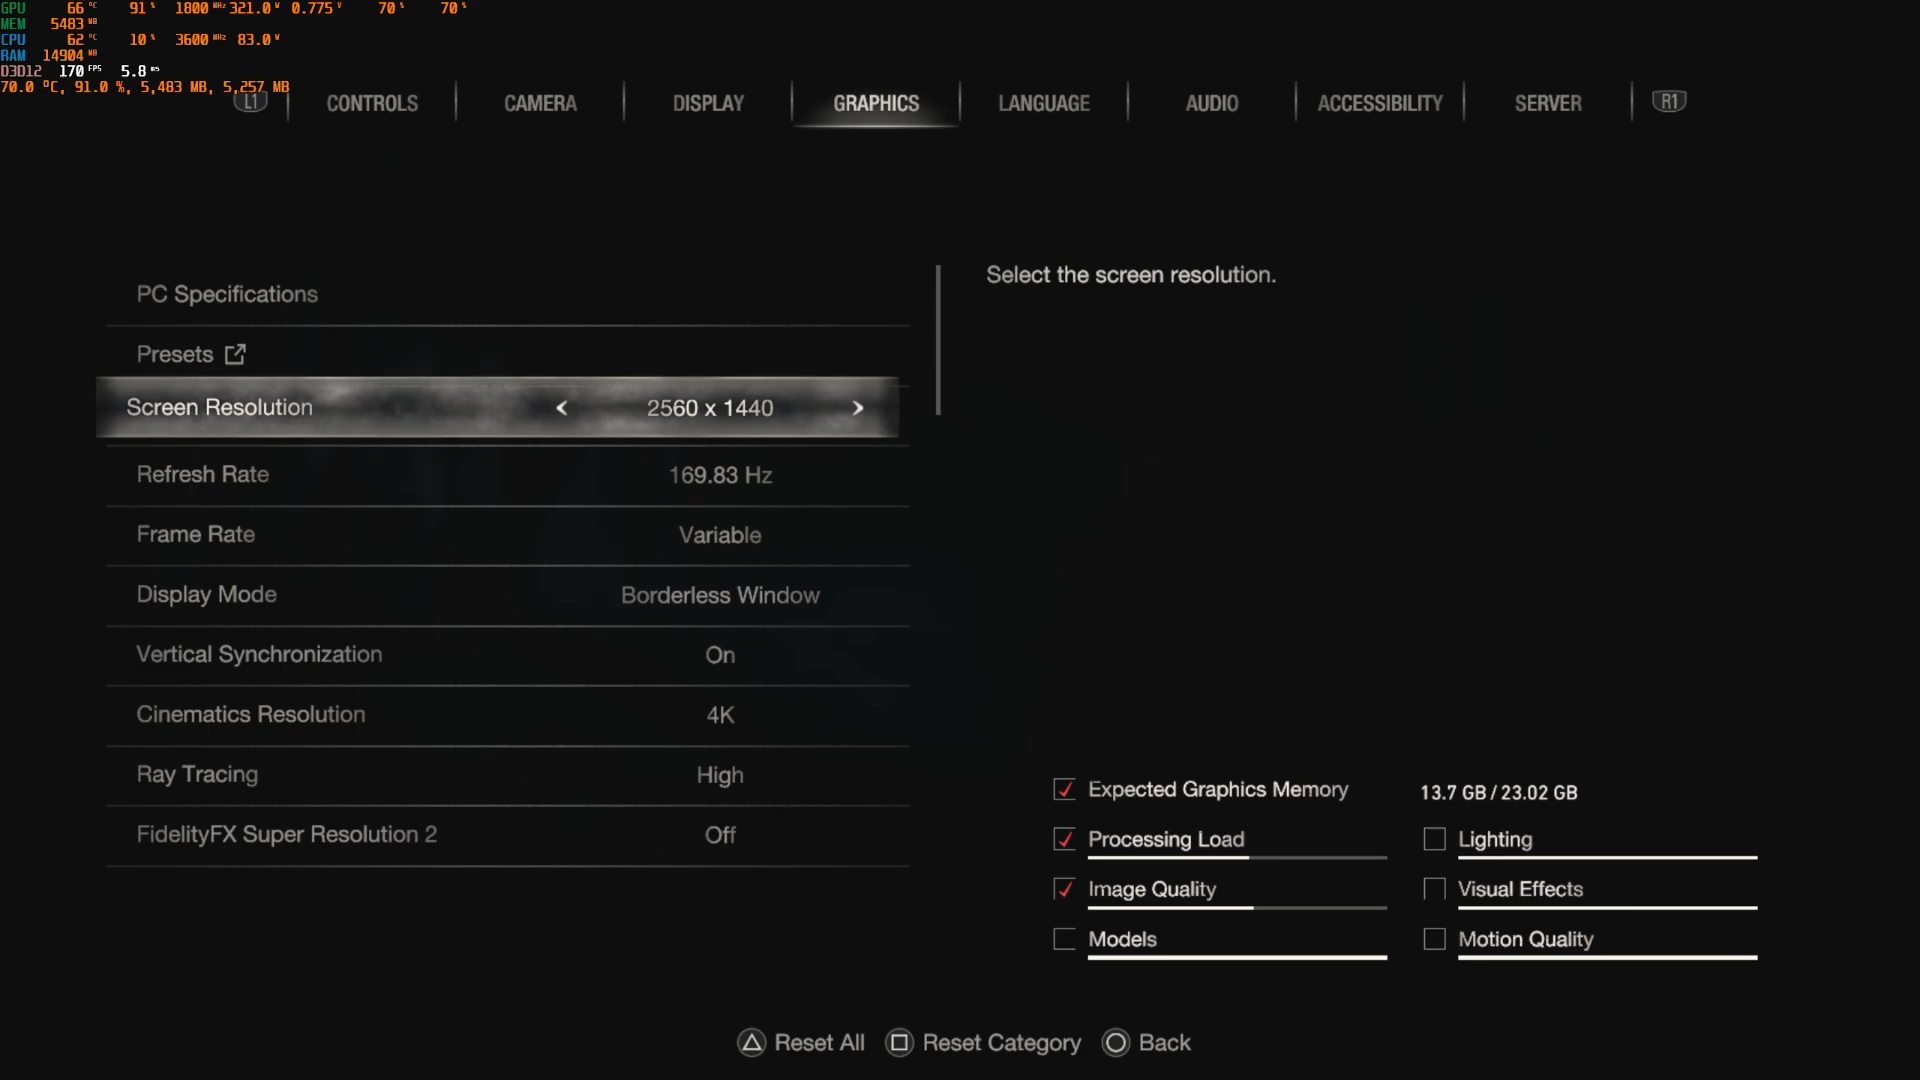 GPU 66 °C 91 % 1800 MHz 321.0 W 0.775 V 70 % 70 %
MEM 5483 MB
CPU 62 °C 10 % 3600 MHz 83.0 W
RAM 14904 MB
D3D12 170 FPS 5.8 ms
70.0 °C, 91.0 %, 5,483 MB, 5,257 MB
L1 CONTROLS CAMERA DISPLAY GRAPHICS LANGUAGE AUDIO ACCESSIBILITY SERVER R1
PC Specifications
Select the screen resolution.
Presets
Screen Resolution < 2560 x 1440 >
Refresh Rate 169.83 Hz
Frame Rate Variable
Display Mode Borderless Window
Vertical Synchronization On
Cinematics Resolution 4K
Ray Tracing High
FidelityFX Super Resolution 2 Off
Expected Graphics Memory 13.7 GB / 23.02 GB
Processing Load Lighting
Image Quality Visual Effects
Models Motion Quality
Reset All Reset Category Back